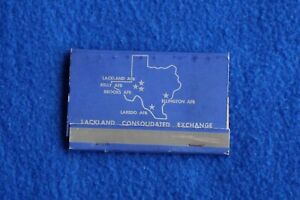 LACKLAND AFB
KELLY AFB
BROOKS AFB
ELLINGTON AFB
LAREDO AFB
LACKLAND CONSOLIDATED EXCHANGE